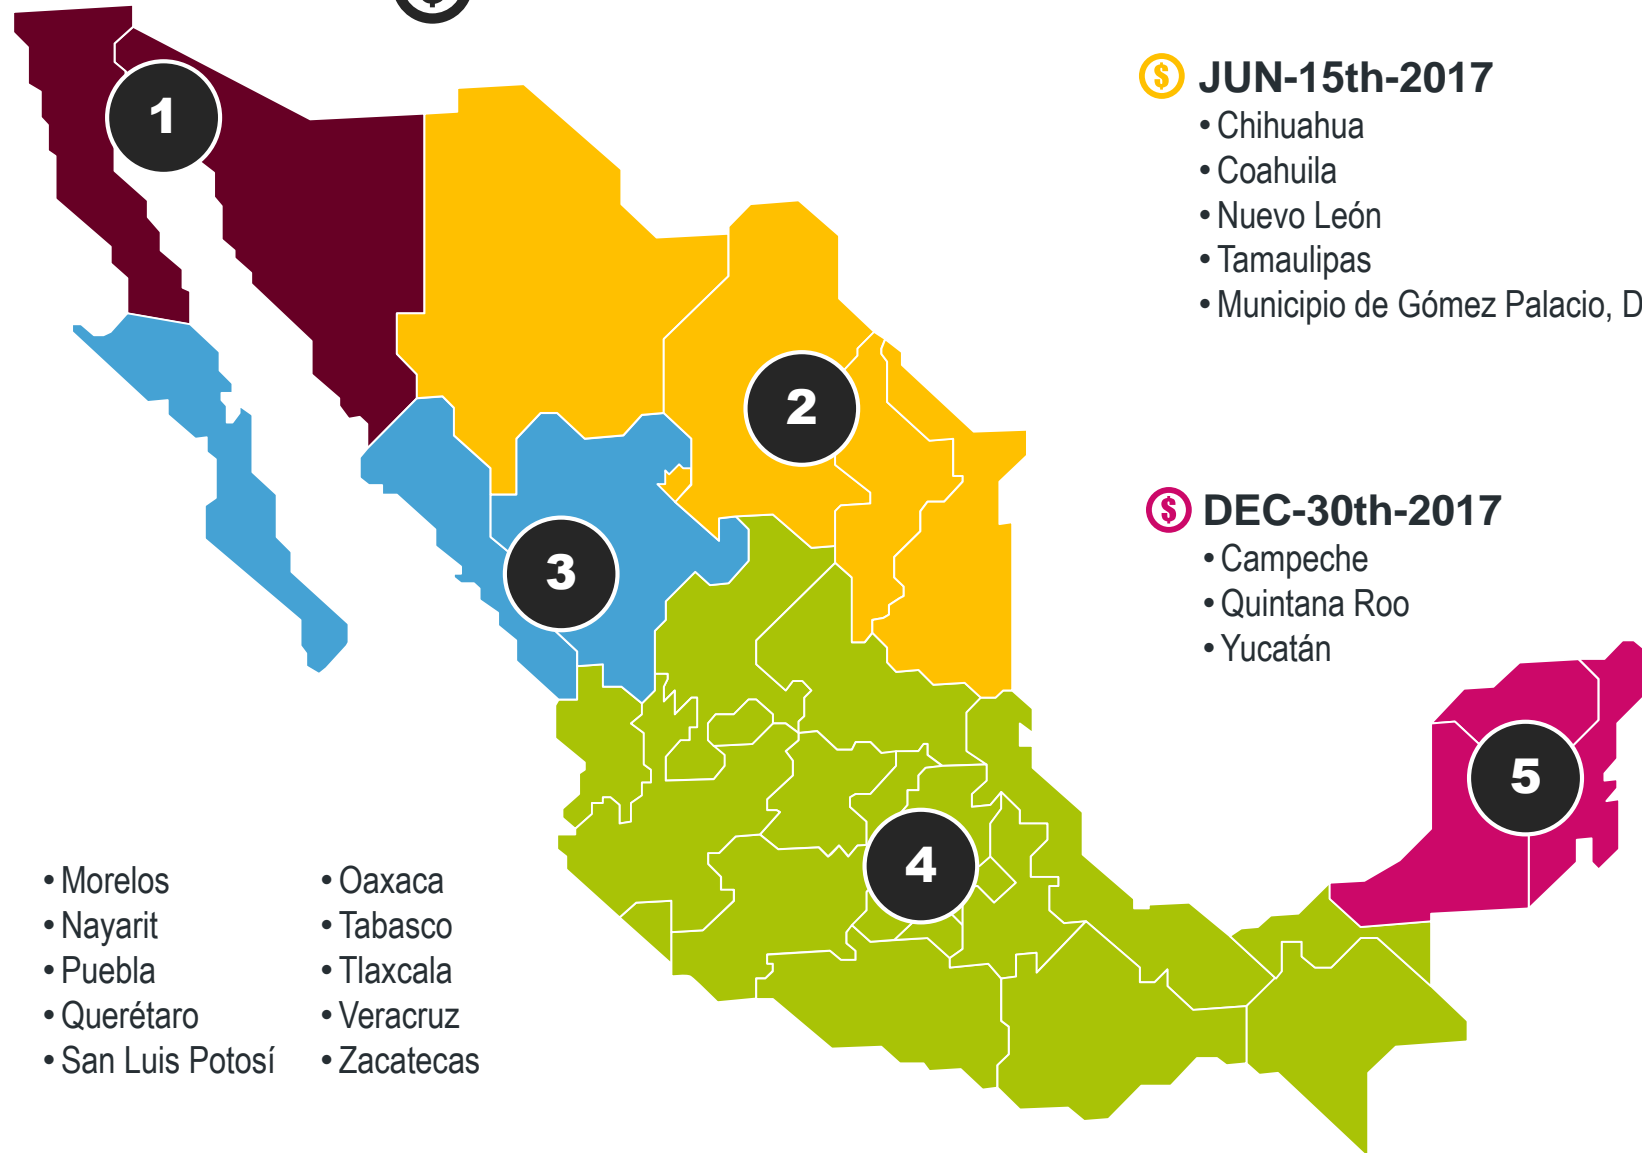 1
JUN-15th-2017
• Chihuahua
• Coahuila
• Nuevo León
• Tamaulipas
• Municipio de Gómez Palacio, D
2
DEC-30th-2017
• Campeche
• Quintana Roo
• Yucatán
3
5
4
• Morelos
• Nayarit
• Puebla
• Querétaro
• San Luis Potosí
• Oaxaca
• Tabasco
• Tlaxcala
• Veracruz
• Zacatecas